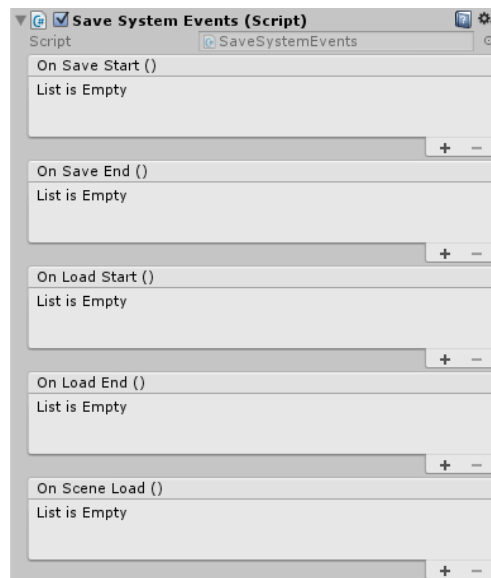 Save System Events (Script)
Script SaveSystemEvents
On Save Start ()
List is Empty
+ −
On Save End ()
List is Empty
+ −
On Load Start ()
List is Empty
+ −
On Load End ()
List is Empty
+ −
On Scene Load ()
List is Empty
+ −